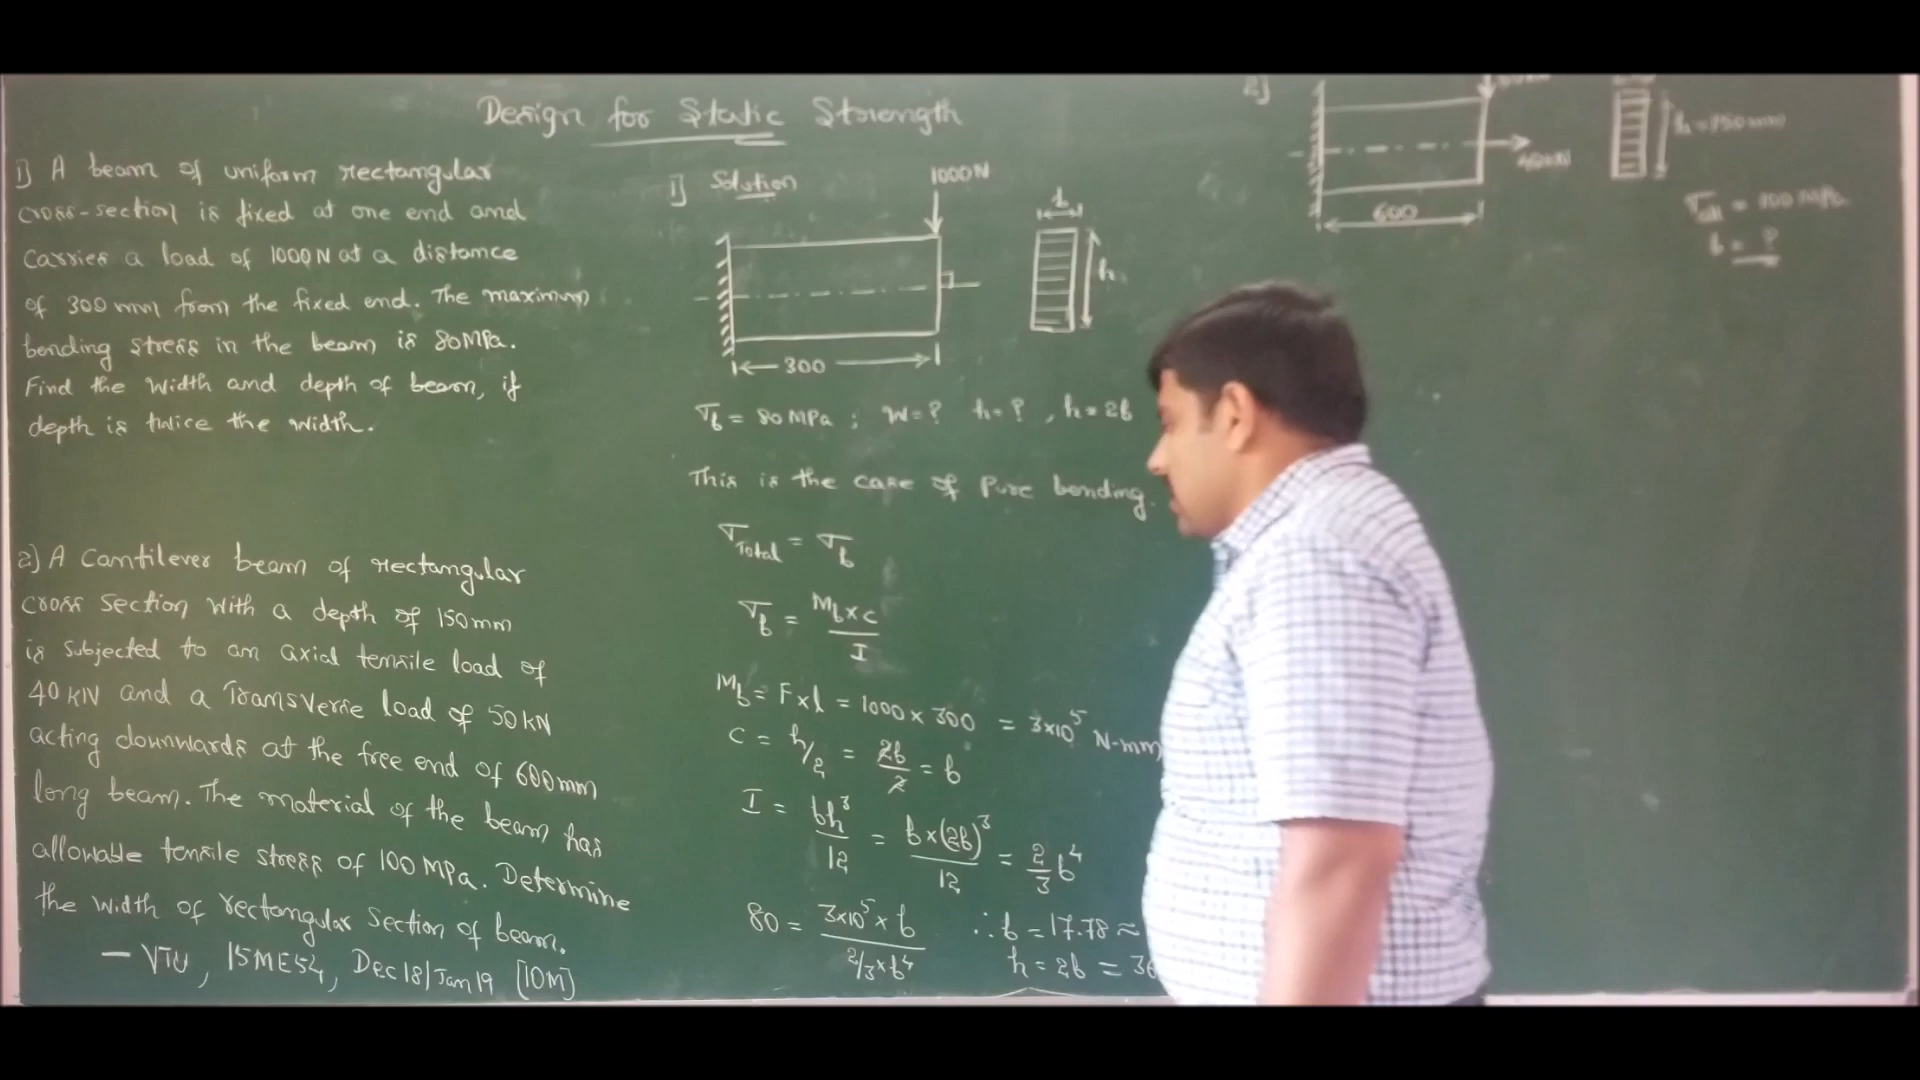 Design for Static Strength
1) A beam of uniform rectangular
cross-section is fixed at one end and
carries a load of 1000N at a distance
of 300 mm from the fixed end. The maximum
bending stress in the beam is 80MPa.
Find the width and depth of beam, if
depth is twice the width.
2) A Cantilever beam of rectangular
cross section with a depth of 150mm
is subjected to an axial tensile load of
40 KN and a Transverse load of 50 KN
acting downwards at the free end of 600mm
long beam. The material of the beam has
allowable tensile stress of 100 MPa. Determine
the width of rectangular section of beam.
— VTU, 15ME54, Dec18/Jan19 [10M]
1) Solution
1000N
b
h
300
σb = 80 MPa ; w=? h=? , h=2b
This is the case of Pure bending.
σTotal = σb
σb = Mb×c / I
Mb = F×l = 1000×300 = 3×10⁵ N-mm
c = h/2 = 2b/2 = b
I = bh³/12 = b×(2b)³/12 = 2/3 b⁴
80 = 3×10⁵×b / 2/3×b⁴ ∴ b = 17.78 ≈
h = 2b = 36
2)
40KN
600
h=150mm
σall = 100 MPa
b = ?